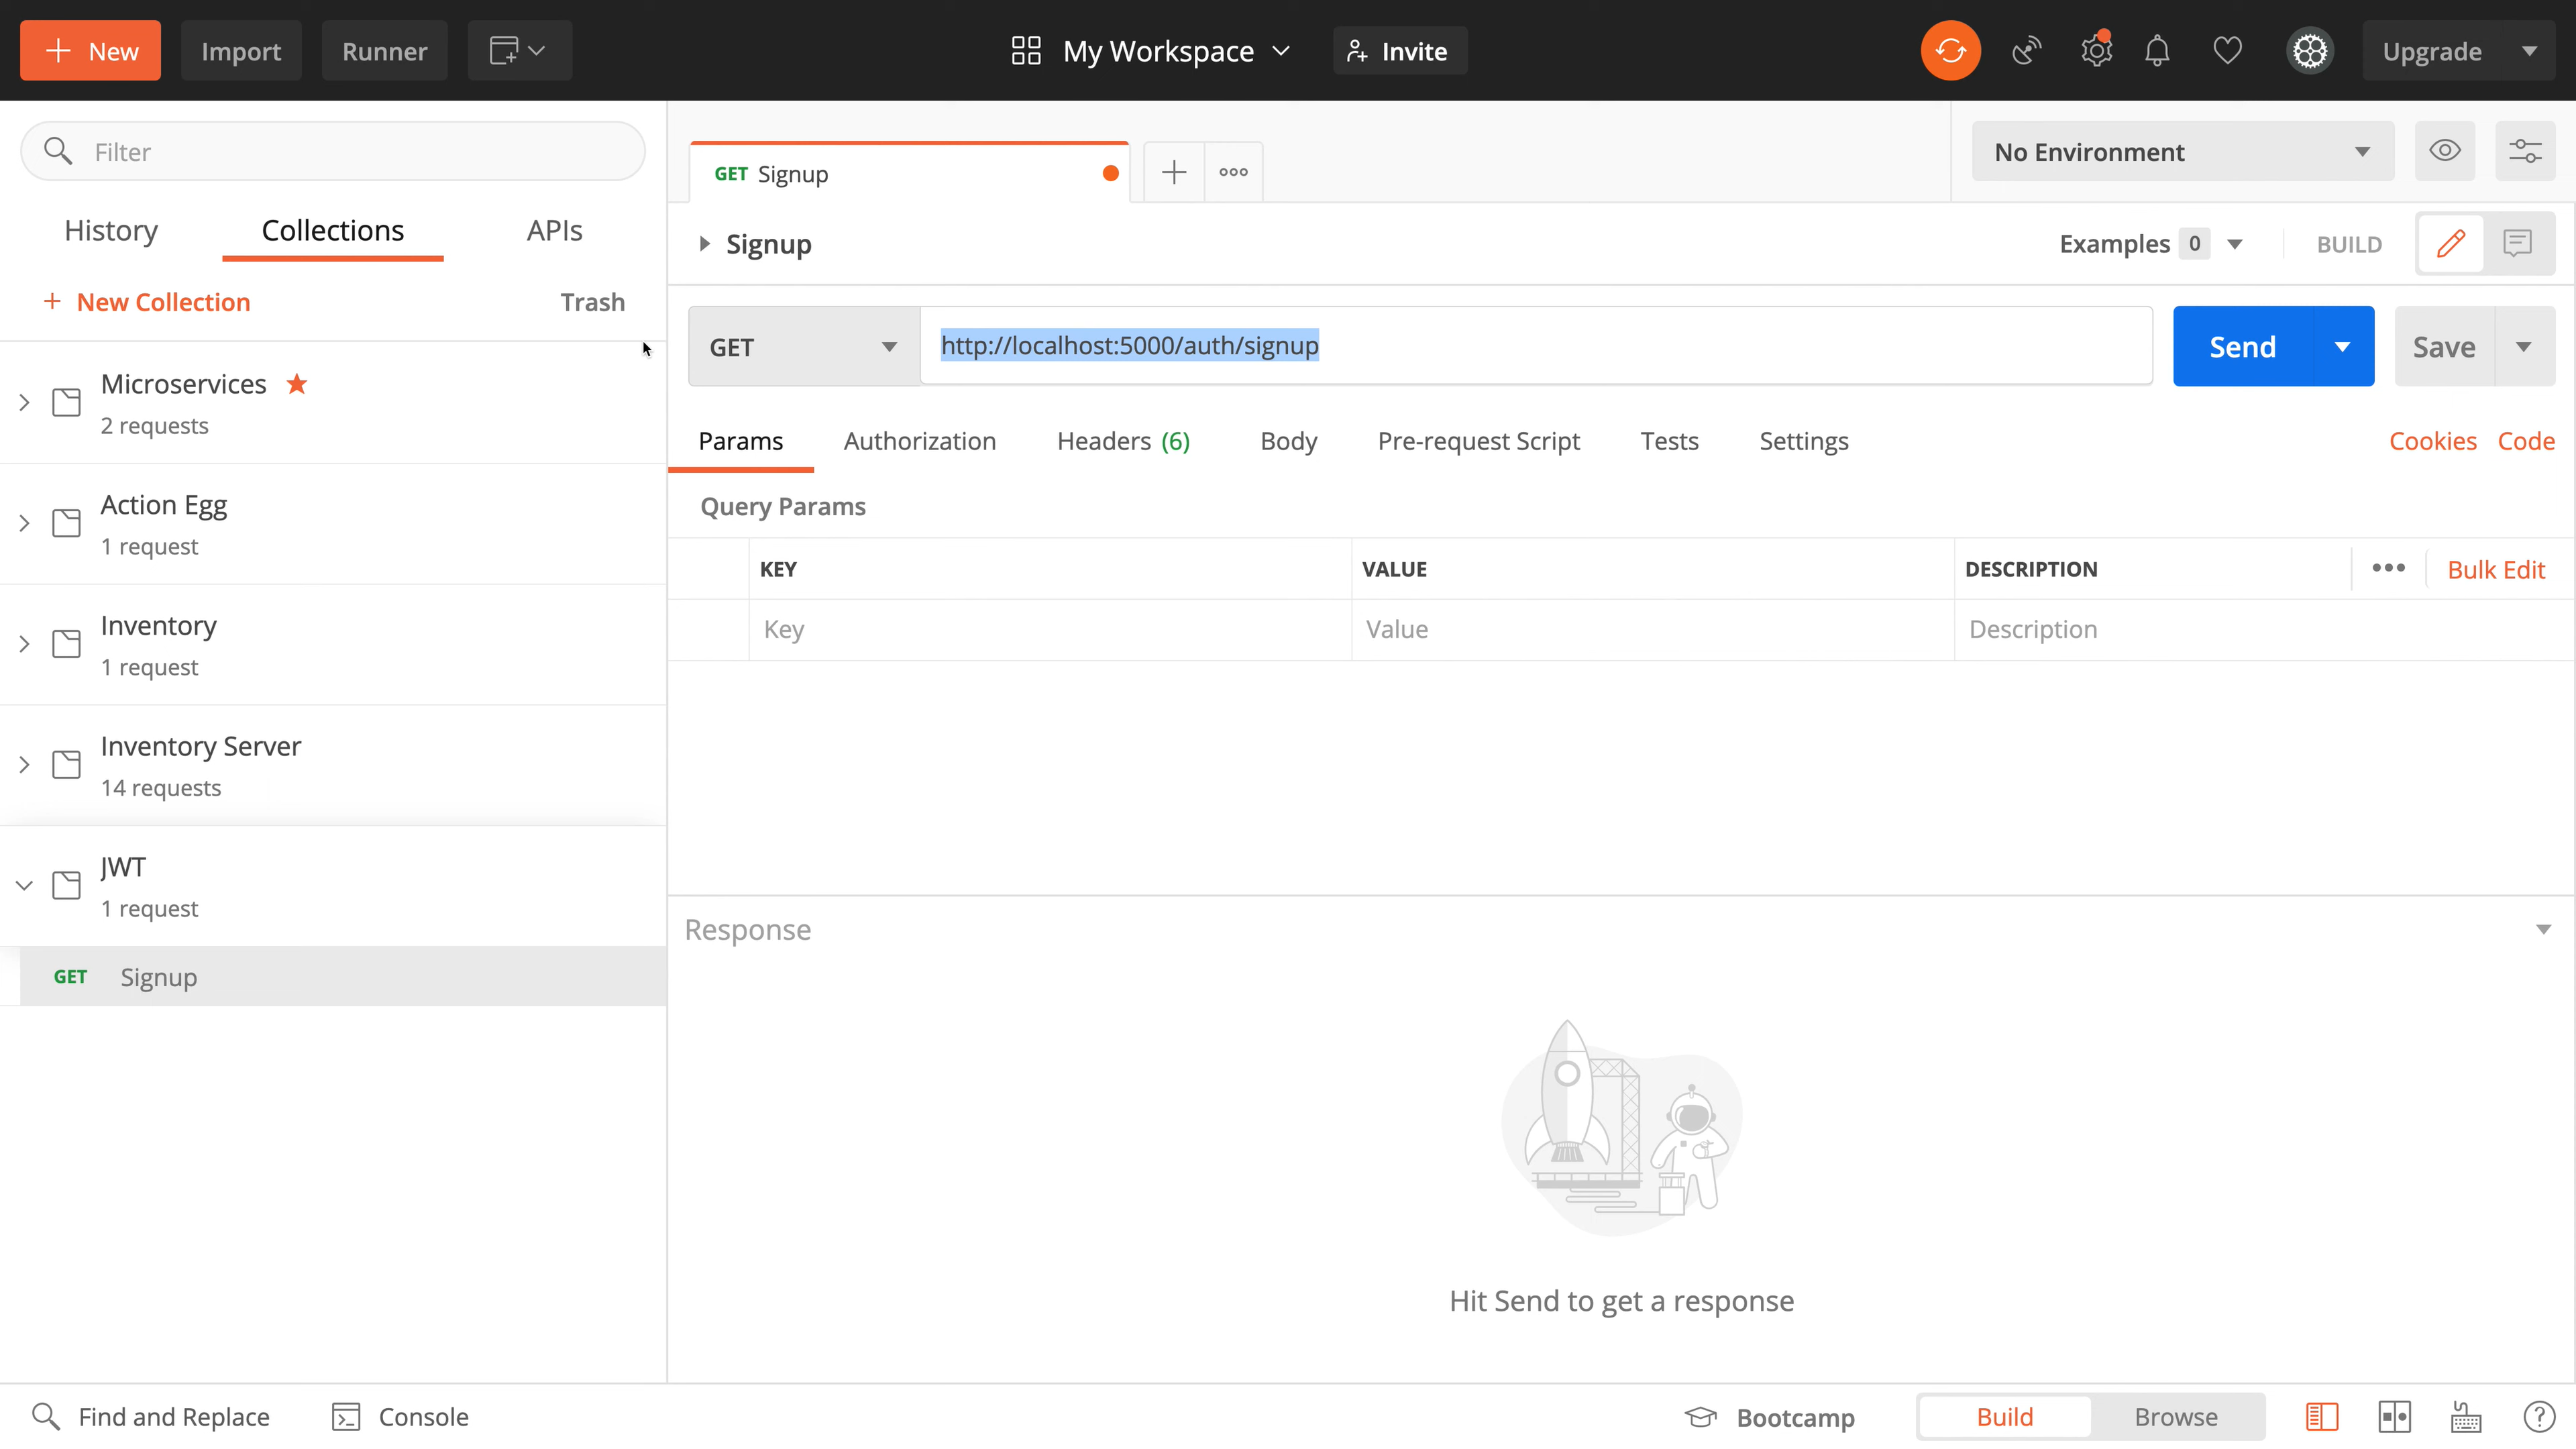 New Import Runner My Workspace Invite Upgrade
Filter
History Collections APIs
+ New Collection Trash
Microservices
2 requests
Action Egg
1 request
Inventory
1 request
Inventory Server
14 requests
JWT
1 request
GET Signup
GET Signup
No Environment
Signup
Examples 0 BUILD
GET http://localhost:5000/auth/signup Send Save
Params Authorization Headers (6) Body Pre-request Script Tests Settings Cookies Code
Query Params
KEY VALUE DESCRIPTION Bulk Edit
Key Value Description
Response
Hit Send to get a response
Find and Replace Console Bootcamp Build Browse